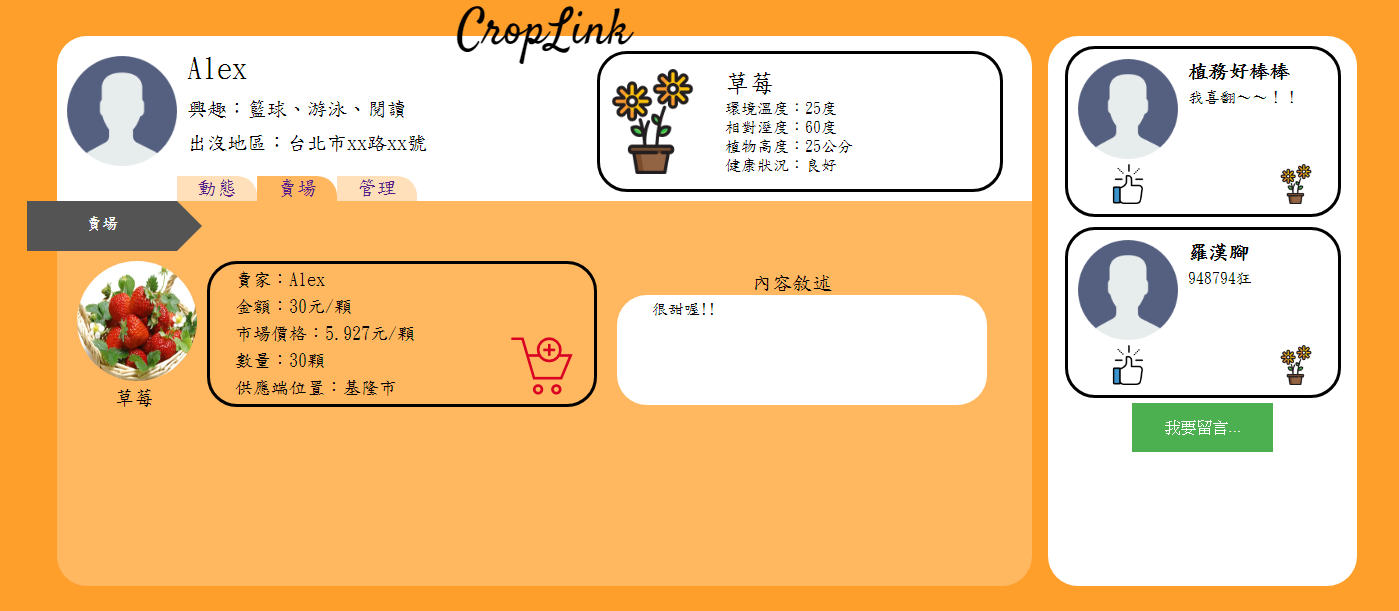 CropLink
Alex
興趣：籃球、游泳、閱讀
出沒地區：台北市xx路xx號
草莓
環境溫度：25度
相對溼度：60度
植物高度：25公分
健康狀況：良好
動態
賣場
管理
賣場
草莓
賣家：Alex
金額：30元/顆
市場價格：5.927元/顆
數量：30顆
供應端位置：基隆市
內容敘述
很甜喔!!
植務好棒棒
我喜翻～～！！
羅漢腳
948794狂
我要留言...